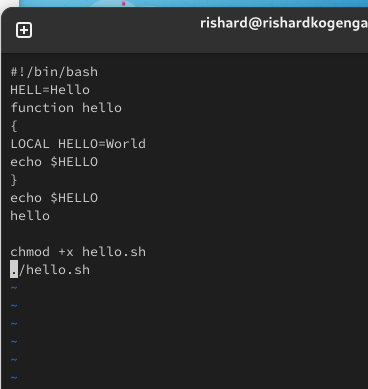 rishard@rishardkogenga
#!/bin/bash
HELL=Hello
function hello
{
LOCAL HELLO=World
echo $HELLO
}
echo $HELLO
hello

chmod +x hello.sh
./hello.sh
~
~
~
~
~
~